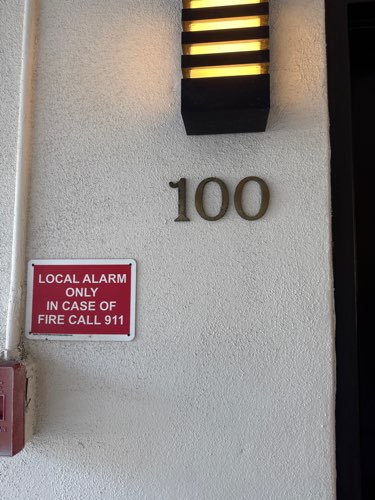 100
LOCAL ALARM
ONLY
IN CASE OF
FIRE CALL 911